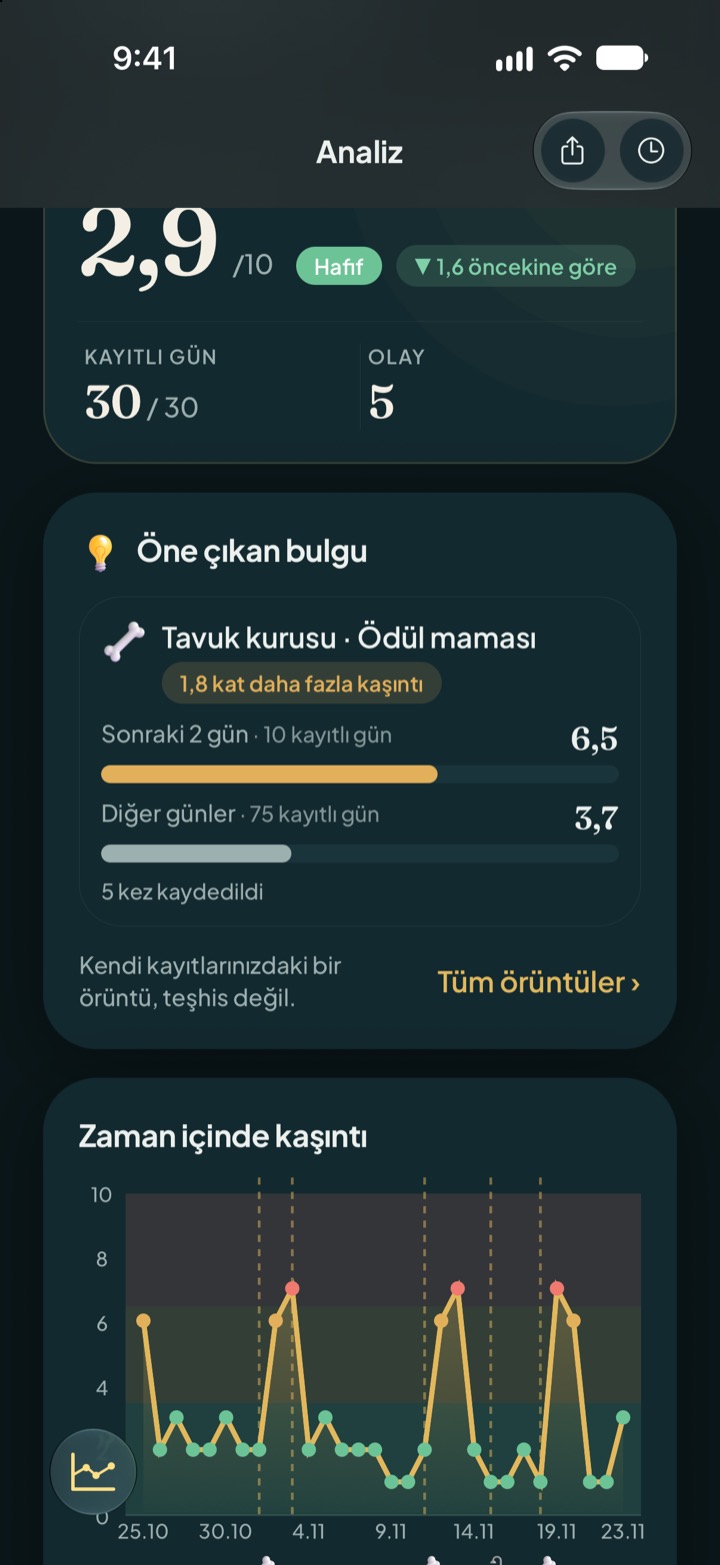 9:41
Analiz
2,9 /10 Hafif ▼ 1,6 öncekine göre
KAYITLI GÜN OLAY
30 / 30 5
Öne çıkan bulgu
Tavuk kurusu · Ödül maması
1,8 kat daha fazla kaşıntı
Sonraki 2 gün · 10 kayıtlı gün 6,5
Diğer günler · 75 kayıtlı gün 3,7
5 kez kaydedildi
Kendi kayıtlarınızdaki bir
örüntü, teşhis değil.
Tüm örüntüler ›
Zaman içinde kaşıntı
10
8
6
4
0
25.10 30.10 4.11 9.11 14.11 19.11 23.11